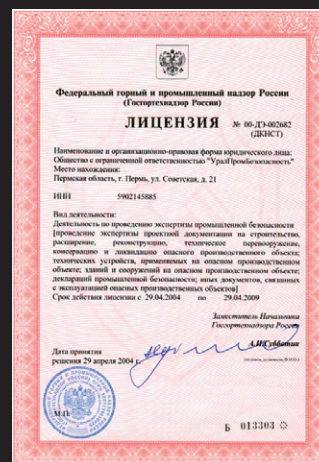 Федеральный горный и промышленный надзор России
(Госгортехнадзор России)
ЛИЦЕНЗИЯ № 00-ДЭ-002682
(ДКНСТ)
Наименование и организационно-правовая форма юридического лица:
Общество с ограниченной ответственностью "УралПромБезопасность"
Место нахождения:
Пермская область, г. Пермь, ул. Советская, д. 21
ИНН 5902145885
Вид деятельности:
Деятельность по проведению экспертизы промышленной безопасности
[проведение экспертизы проектной документации на строительство,
расширение, реконструкцию, техническое перевооружение,
консервацию и ликвидацию опасного производственного объекта;
технических устройств, применяемых на опасном производственном
объекте; зданий и сооружений на опасном производственном объекте;
деклараций промышленной безопасности; иных документов, связанных
с эксплуатацией опасных производственных объектов]
Срок действия лицензии с 29.04.2004 по 29.04.2009
Заместитель Начальника
Госгортехнадзора России
А.И.Субботин
Дата принятия
решения 29 апреля 2004 г.
М.П.
Б 013303